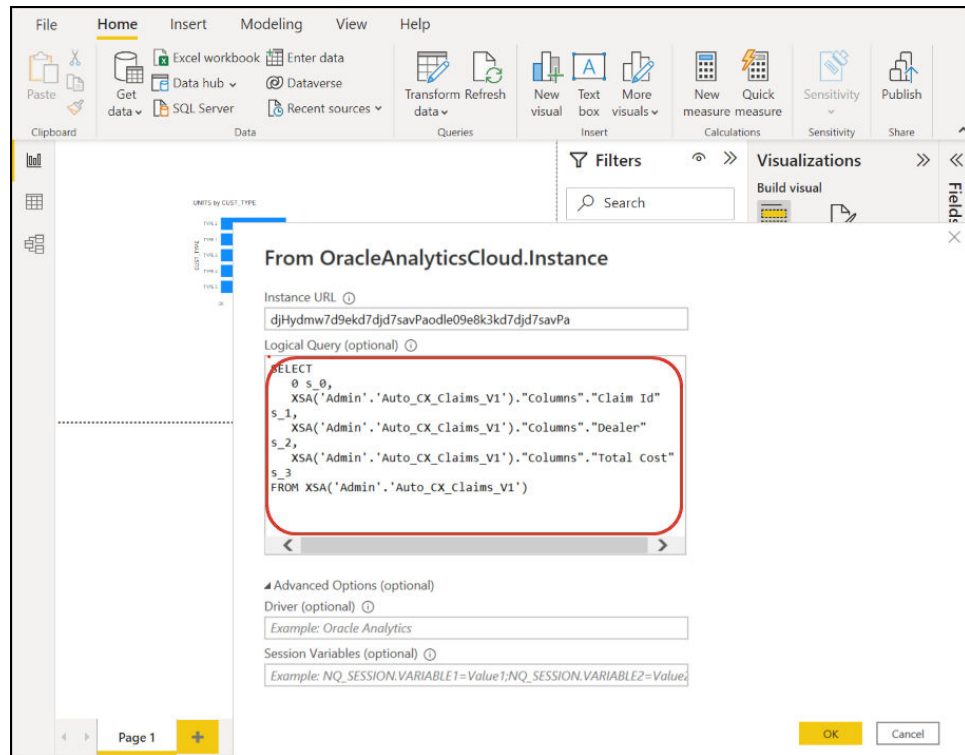 File Home Insert Modeling View Help
Paste
Get data
Excel workbook
Data hub
SQL Server
Enter data
Dataverse
Recent sources
Transform data
Refresh
New visual
Text box
More visuals
New measure
Quick measure
Sensitivity
Publish
Clipboard Data Queries Insert Calculations Sensitivity Share
Filters
Search
Visualizations
Build visual
Fields
UNITS by CUST_TYPE
CUST_TYPE
From OracleAnalyticsCloud.Instance
Instance URL
djHydmw7d9ekd7djd7savPaodle09e8k3kd7djd7savPa
Logical Query (optional)
SELECT
0 s_0,
XSA('Admin'.'Auto_CX_Claims_V1')."Columns"."Claim Id"
s_1,
XSA('Admin'.'Auto_CX_Claims_V1')."Columns"."Dealer"
s_2,
XSA('Admin'.'Auto_CX_Claims_V1')."Columns"."Total Cost"
s_3
FROM XSA('Admin'.'Auto_CX_Claims_V1')
Advanced Options (optional)
Driver (optional)
Example: Oracle Analytics
Session Variables (optional)
Example: NQ_SESSION.VARIABLE1=Value1;NQ_SESSION.VARIABLE2=Value2
OK Cancel
Page 1 +